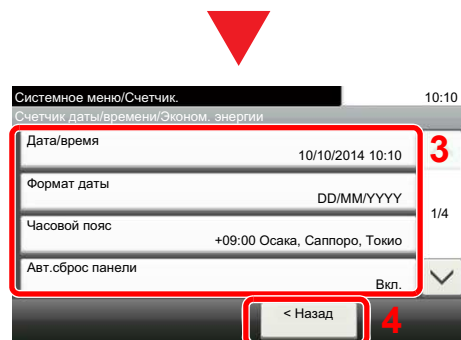 Системное меню/Счетчик. 10:10
Счетчик даты/времени/Эконом. энергии
Дата/время
10/10/2014 10:10
3
Формат даты
DD/MM/YYYY
1/4
Часовой пояс
+09:00 Осака, Саппоро, Токио
Авт.сброс панели
Вкл.
< Назад
4